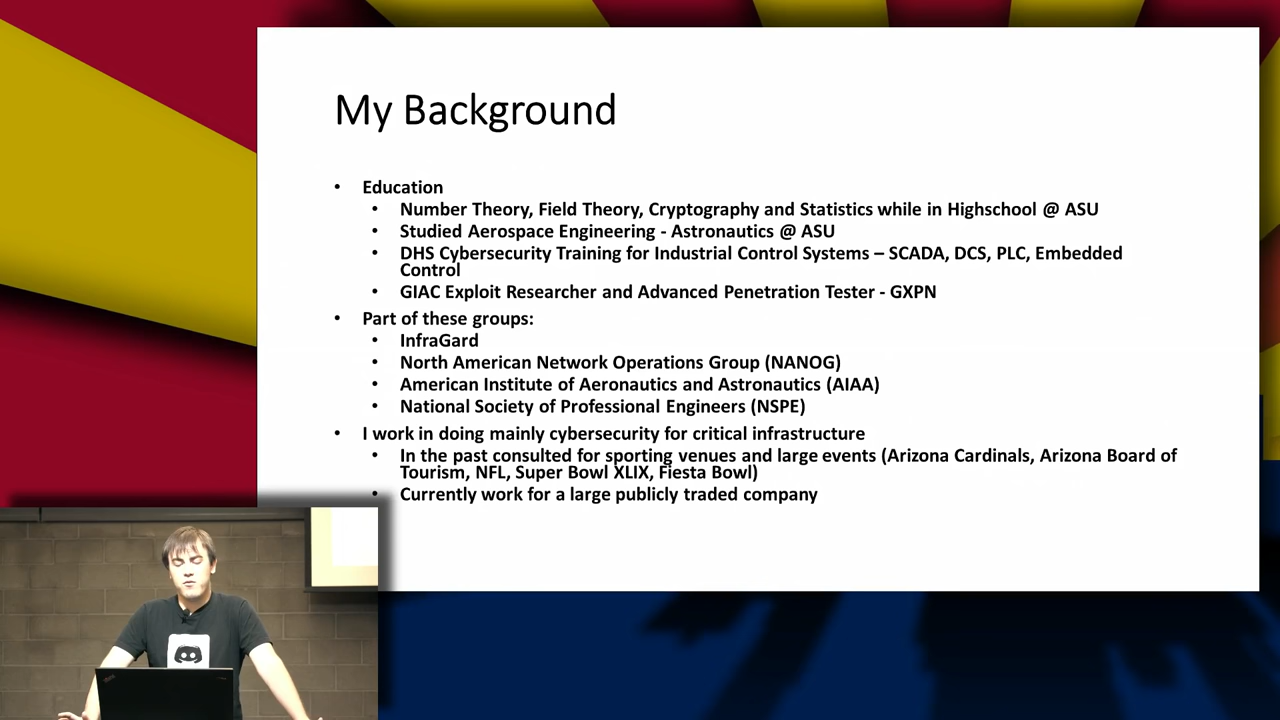 My Background
• Education
• Number Theory, Field Theory, Cryptography and Statistics while in Highschool @ ASU
• Studied Aerospace Engineering - Astronautics @ ASU
• DHS Cybersecurity Training for Industrial Control Systems – SCADA, DCS, PLC, Embedded
Control
• GIAC Exploit Researcher and Advanced Penetration Tester - GXPN
• Part of these groups:
• InfraGard
• North American Network Operations Group (NANOG)
• American Institute of Aeronautics and Astronautics (AIAA)
• National Society of Professional Engineers (NSPE)
• I work in doing mainly cybersecurity for critical infrastructure
• In the past consulted for sporting venues and large events (Arizona Cardinals, Arizona Board of
Tourism, NFL, Super Bowl XLIX, Fiesta Bowl)
• Currently work for a large publicly traded company